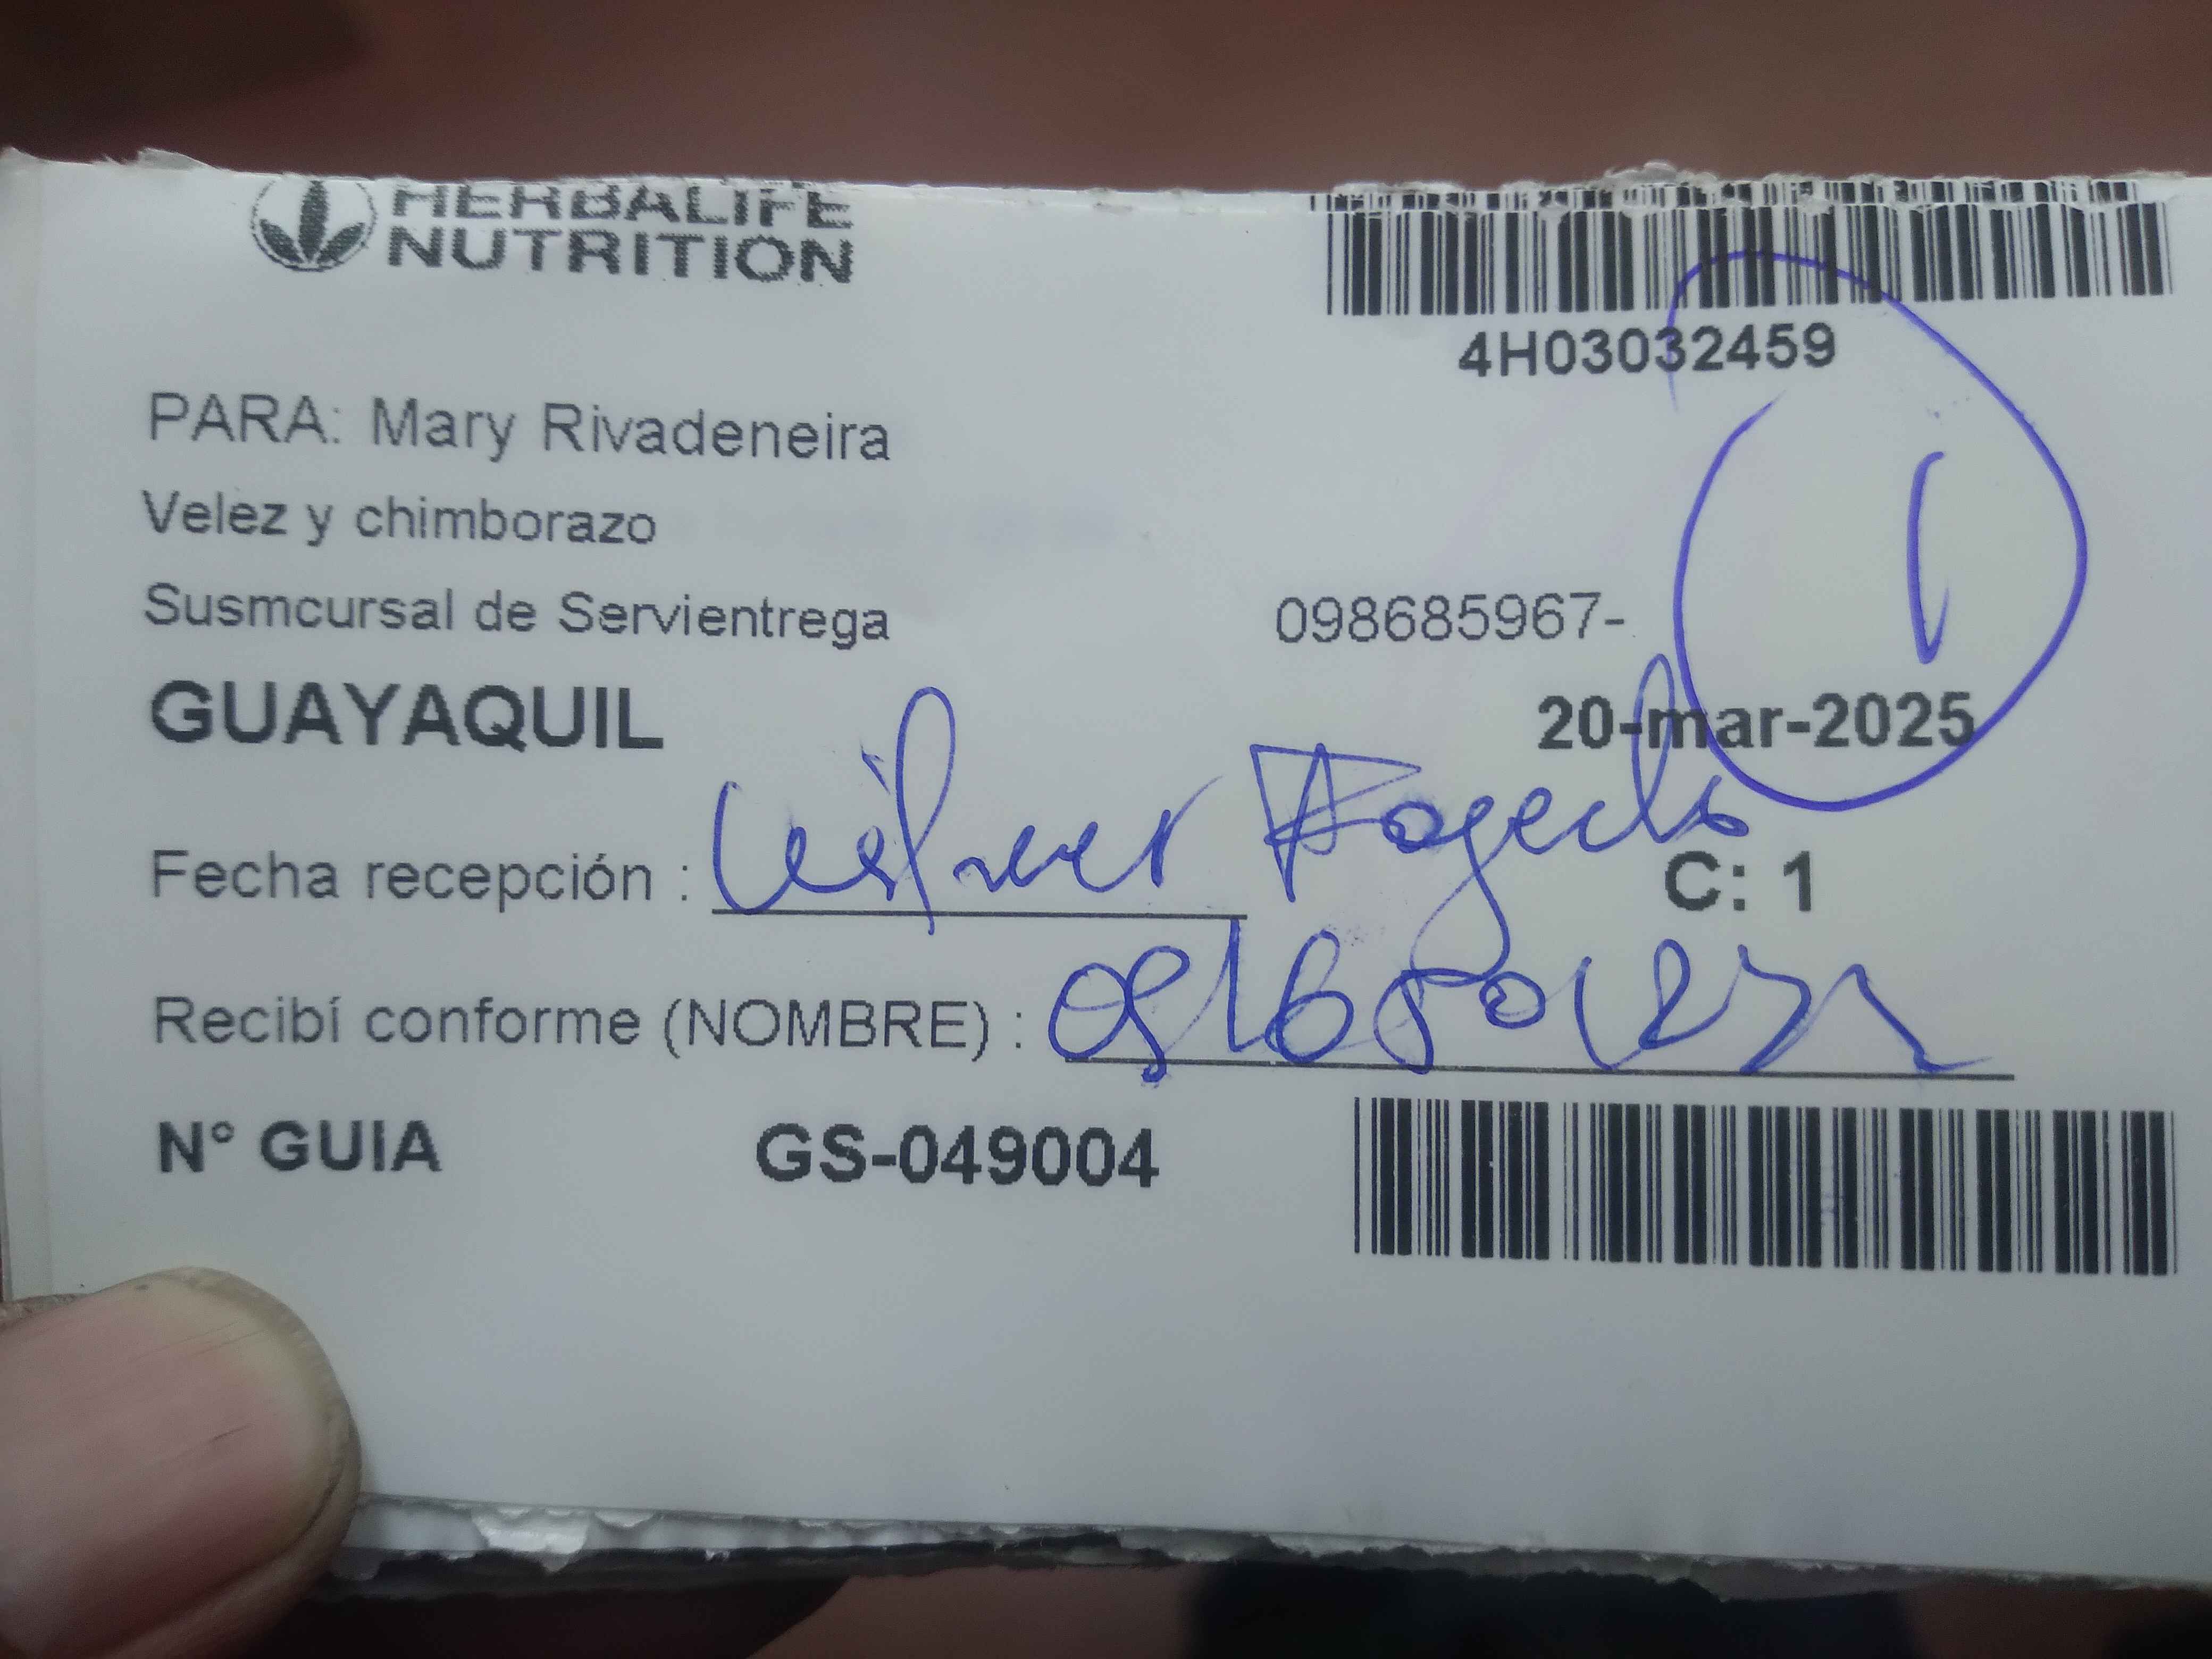 HERBALIFE
NUTRITION
4H03032459
PARA: Mary Rivadeneira
Velez y chimborazo
Susmcursal de Servientrega
098685967-
1
GUAYAQUIL
20-mar-2025
Fecha recepción :
C: 1
Recibí conforme (NOMBRE) :
N° GUIA
GS-049004